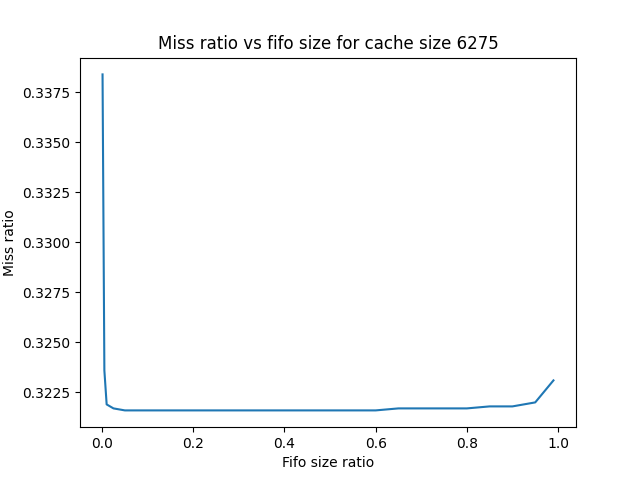 Miss ratio vs fifo size for cache size 6275
Miss ratio
0.3375
0.3350
0.3325
0.3300
0.3275
0.3250
0.3225
0.0 0.2 0.4 0.6 0.8 1.0
Fifo size ratio